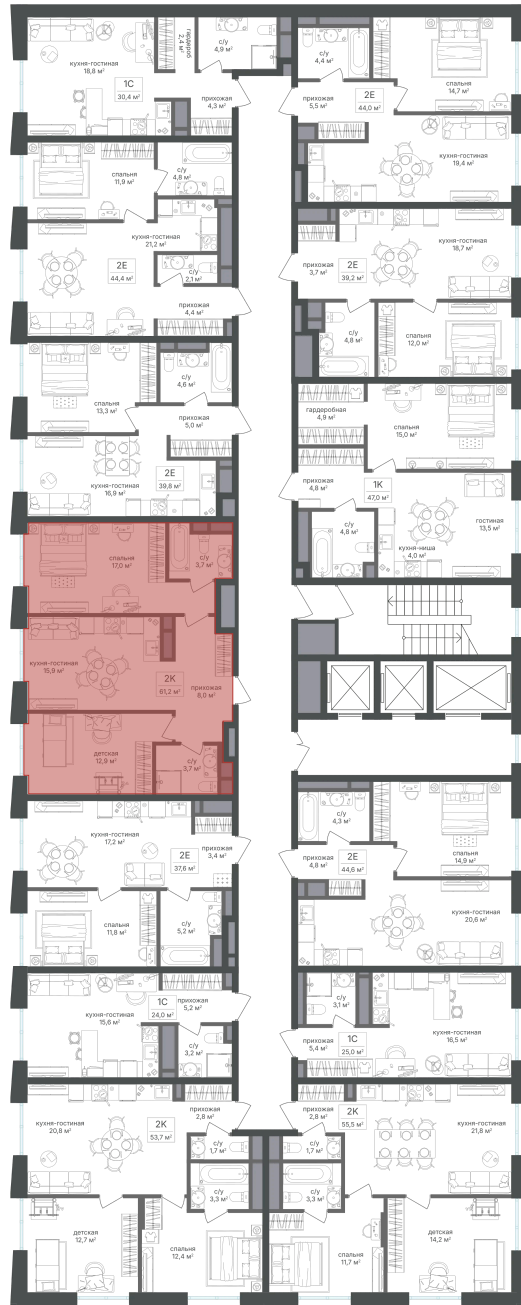 кухня-гостиная
18,8 м²
1С
30,4 м²
гардероб
2,4 м²
с/у
4,9 м²
прихожая
4,3 м²
с/у
4,4 м²
спальня
14,7 м²
прихожая
5,5 м²
2Е
44,0 м²
кухня-гостиная
19,4 м²
спальня
11,9 м²
с/у
4,8 м²
кухня-гостиная
21,2 м²
2Е
44,4 м²
с/у
2,1 м²
прихожая
4,4 м²
прихожая
3,7 м²
2Е
39,2 м²
кухня-гостиная
18,7 м²
с/у
4,8 м²
спальня
12,0 м²
спальня
13,3 м²
с/у
4,6 м²
прихожая
5,0 м²
2Е
39,8 м²
кухня-гостиная
16,9 м²
гардеробная
4,9 м²
спальня
15,0 м²
прихожая
4,8 м²
1К
47,0 м²
с/у
4,8 м²
гостиная
13,5 м²
кухня-ниша
4,0 м²
спальня
17,0 м²
с/у
3,7 м²
кухня-гостиная
15,9 м²
2К
61,2 м²
прихожая
8,0 м²
детская
12,9 м²
с/у
3,7 м²
кухня-гостиная
17,2 м²
2Е
37,6 м²
прихожая
3,4 м²
спальня
11,8 м²
с/у
5,2 м²
с/у
4,3 м²
спальня
14,9 м²
прихожая
4,8 м²
2Е
44,6 м²
кухня-гостиная
20,6 м²
кухня-гостиная
15,6 м²
1С
24,0 м²
прихожая
5,2 м²
с/у
3,2 м²
с/у
3,1 м²
прихожая
5,4 м²
1С
25,0 м²
кухня-гостиная
16,5 м²
кухня-гостиная
20,8 м²
2К
53,7 м²
прихожая
2,8 м²
с/у
1,7 м²
с/у
3,3 м²
детская
12,7 м²
спальня
12,4 м²
прихожая
2,8 м²
2К
55,5 м²
кухня-гостиная
21,8 м²
с/у
1,7 м²
с/у
3,3 м²
спальня
11,7 м²
детская
14,2 м²